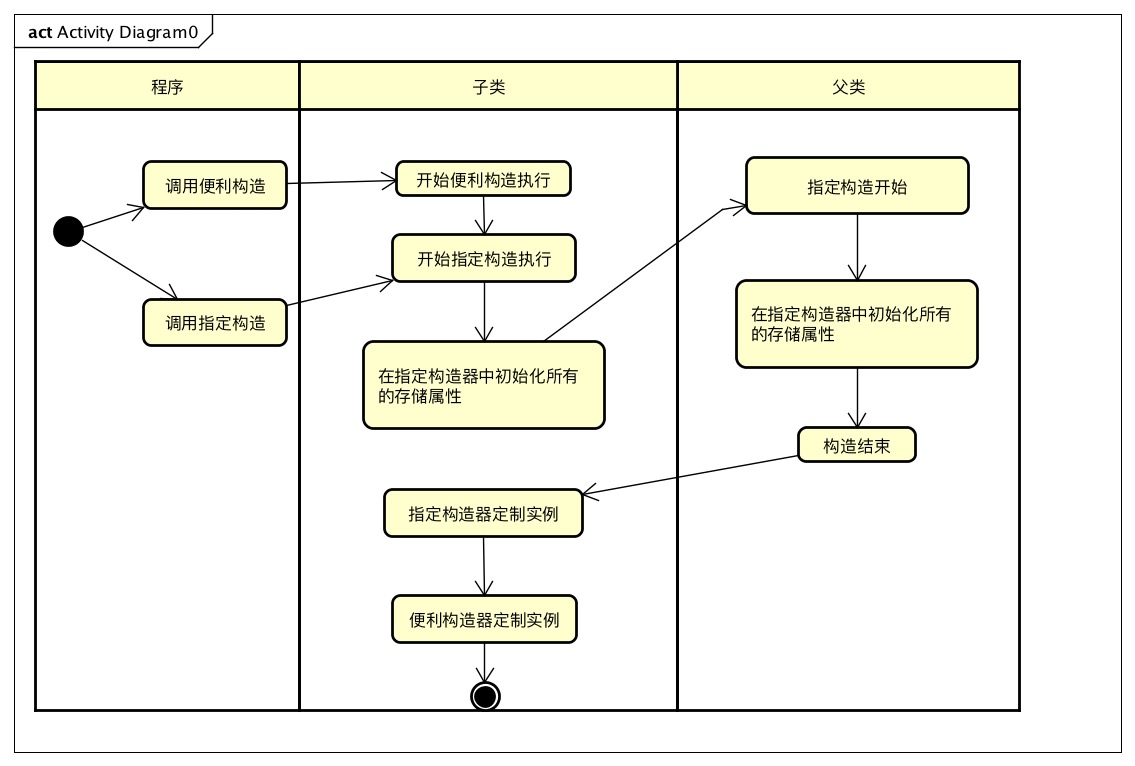 act Activity Diagram0
程序
子类
父类
调用便利构造
开始便利构造执行
指定构造开始
开始指定构造执行
调用指定构造
在指定构造器中初始化所有
的存储属性
在指定构造器中初始化所有
的存储属性
构造结束
指定构造器定制实例
便利构造器定制实例